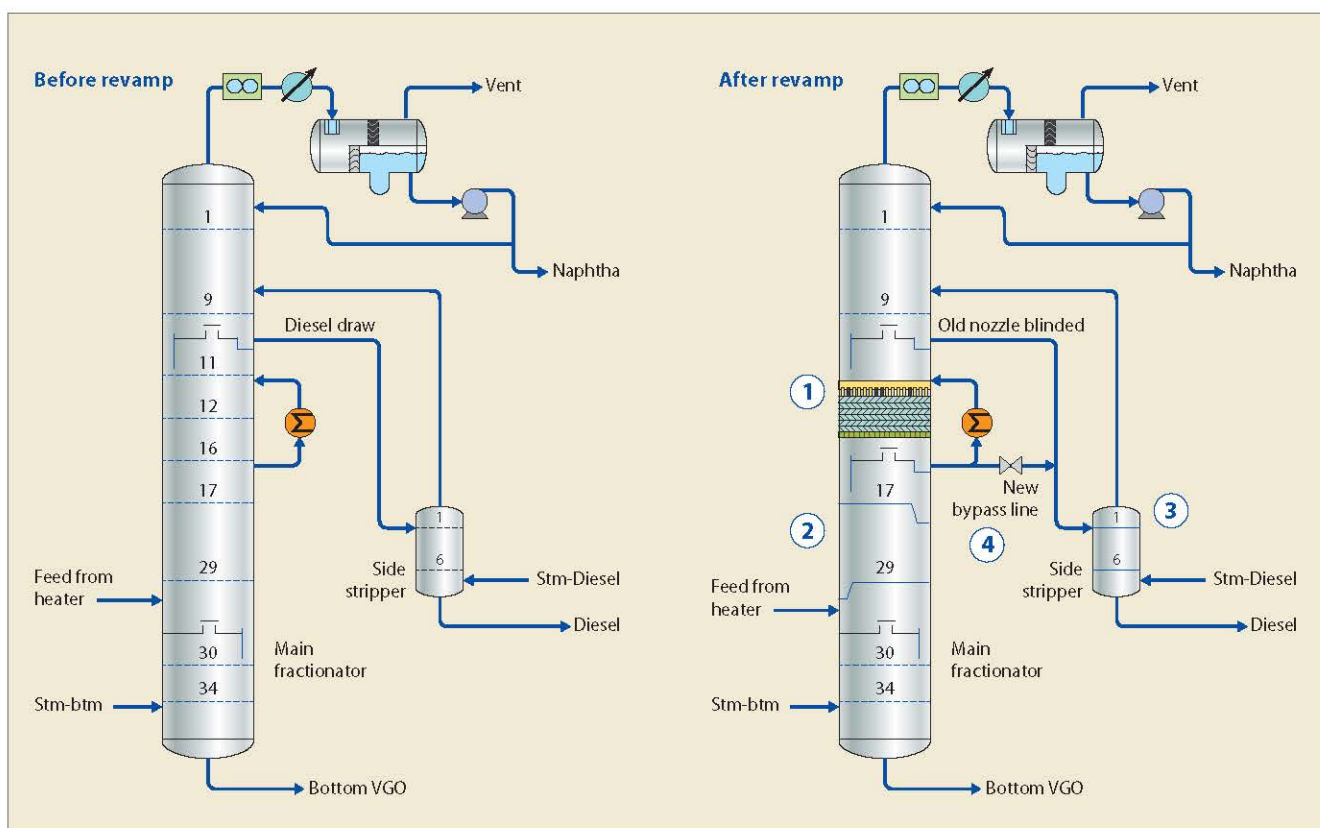 Before revamp
Vent
1
Naphtha
9
Diesel draw
11
12
Σ
16
17
1
6
Side
stripper
Stm-Diesel
Diesel
29
Feed from
heater
30
Main
fractionator
34
Stm-btm
Bottom VGO
After revamp
Vent
1
Naphtha
9
Old nozzle blinded
1
Σ
17
New
bypass line
2
4
1
3
6
Side
stripper
Stm-Diesel
Diesel
29
Feed from
heater
30
Main
fractionator
34
Stm-btm
Bottom VGO